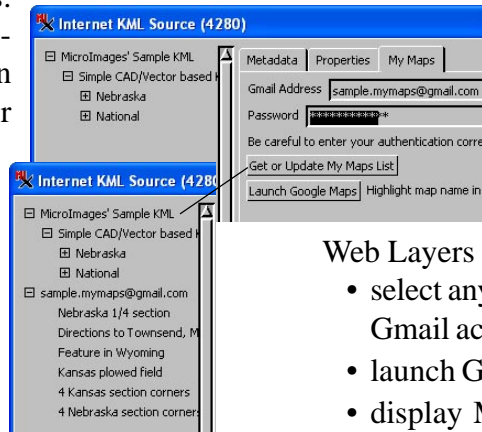 s.
-
n
r
Internet KML Source (4280)
MicroImages' Sample KML
Simple CAD/Vector based
Nebraska
National
Metadata Properties My Maps
Gmail Address sample.mymaps@gmail.com
Password **************
Be careful to enter your authentication
Get or Update My Maps List
Launch Google Maps Highlight map name in
Internet KML Source (428
MicroImages' Sample KML
Simple CAD/Vector based
Nebraska
National
sample.mymaps@gmail.com
Nebraska 1/4 section
Directions to Townsend, M
Feature in Wyoming
Kansas plowed field
4 Kansas section corners
4 Nebraska section corner
Web Layers
• select any
Gmail ac
• launch G
• display M